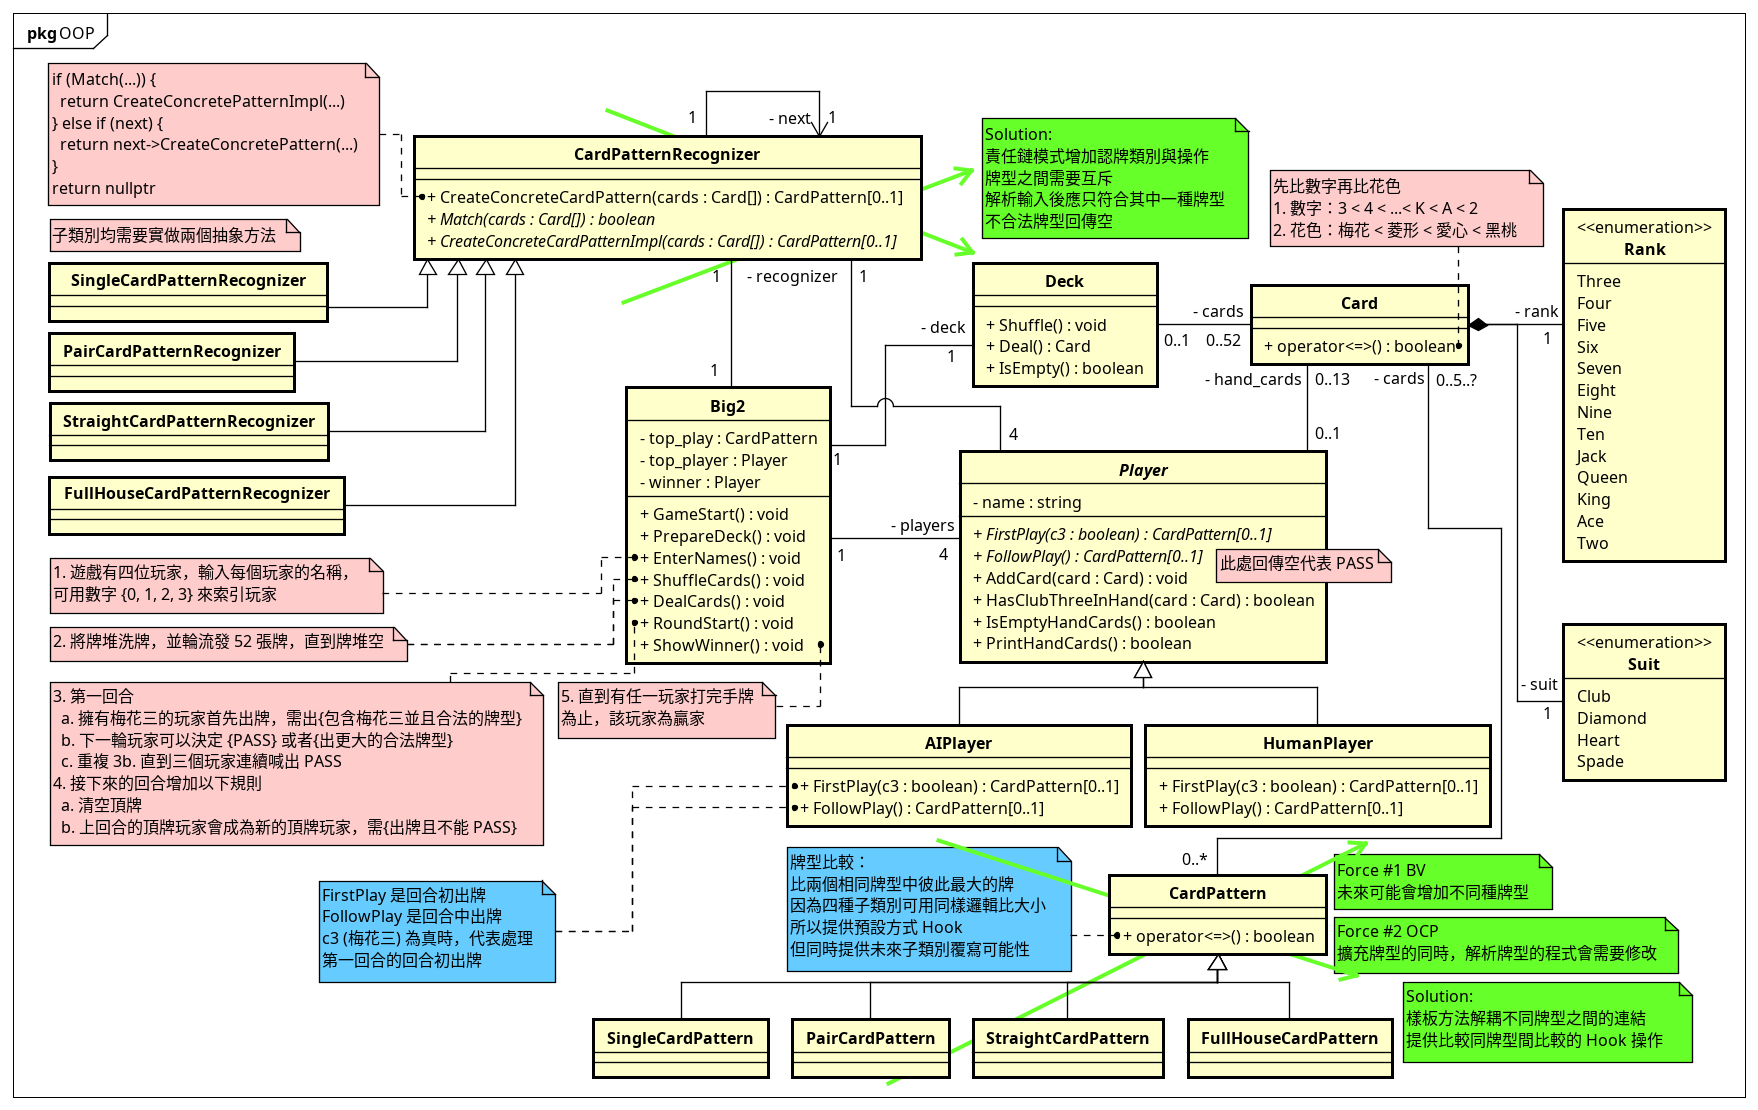 pkg OOP
if (Match(...)) {
return CreateConcretePatternImpl(...)
} else if (next) {
return next->CreateConcretePattern(...)
}
return nullptr
子類別均需要實做兩個抽象方法
1
- next
1
CardPatternRecognizer
+ CreateConcreteCardPattern(cards : Card[]) : CardPattern[0..1]
+ Match(cards : Card[]) : boolean
+ CreateConcreteCardPatternImpl(cards : Card[]) : CardPattern[0..1]
Solution:
責任鏈模式增加認牌類別與操作
牌型之間需要互斥
解析輸入後應只符合其中一種牌型
不合法牌型回傳空
先比數字再比花色
1. 數字：3 < 4 < ...< K < A < 2
2. 花色：梅花 < 菱形 < 愛心 < 黑桃
<<enumeration>>
Rank
Three
Four
Five
Six
Seven
Eight
Nine
Ten
Jack
Queen
King
Ace
Two
SingleCardPatternRecognizer
PairCardPatternRecognizer
StraightCardPatternRecognizer
FullHouseCardPatternRecognizer
1
- recognizer
1
1
4
Deck
+ Shuffle() : void
+ Deal() : Card
+ IsEmpty() : boolean
- deck
1
1
- cards
0..1
0..52
Card
+ operator<=>() : boolean
- rank
1
- hand_cards
0..13
0..1
- cards
0..5..?
Big2
- top_play : CardPattern
- top_player : Player
- winner : Player
+ GameStart() : void
+ PrepareDeck() : void
+ EnterNames() : void
+ ShuffleCards() : void
+ DealCards() : void
+ RoundStart() : void
+ ShowWinner() : void
- players
1
4
Player
- name : string
+ FirstPlay(c3 : boolean) : CardPattern[0..1]
+ FollowPlay() : CardPattern[0..1]
+ AddCard(card : Card) : void
+ HasClubThreeInHand(card : Card) : boolean
+ IsEmptyHandCards() : boolean
+ PrintHandCards() : boolean
此處回傳空代表 PASS
<<enumeration>>
Suit
Club
Diamond
Heart
Spade
- suit
1
1. 遊戲有四位玩家，輸入每個玩家的名稱，
可用數字 {0, 1, 2, 3} 來索引玩家
2. 將牌堆洗牌，並輪流發 52 張牌，直到牌堆空
3. 第一回合
a. 擁有梅花三的玩家首先出牌，需出{包含梅花三並且合法的牌型}
b. 下一輪玩家可以決定 {PASS} 或者{出更大的合法牌型}
c. 重複 3b. 直到三個玩家連續喊出 PASS
4. 接下來的回合增加以下規則
a. 清空頂牌
b. 上回合的頂牌玩家會成為新的頂牌玩家，需{出牌且不能 PASS}
5. 直到有任一玩家打完手牌
為止，該玩家為贏家
AIPlayer
+ FirstPlay(c3 : boolean) : CardPattern[0..1]
+ FollowPlay() : CardPattern[0..1]
HumanPlayer
+ FirstPlay(c3 : boolean) : CardPattern[0..1]
+ FollowPlay() : CardPattern[0..1]
FirstPlay 是回合初出牌
FollowPlay 是回合中出牌
c3 (梅花三) 為真時，代表處理
第一回合的回合初出牌
牌型比較：
比兩個相同牌型中彼此最大的牌
因為四種子類別可用同樣邏輯比大小
所以提供預設方式 Hook
但同時提供未來子類別覆寫可能性
0..*
CardPattern
+ operator<=>() : boolean
Force #1 BV
未來可能會增加不同種牌型
Force #2 OCP
擴充牌型的同時，解析牌型的程式會需要修改
Solution:
樣板方法解耦不同牌型之間的連結
提供比較同牌型間比較的 Hook 操作
SingleCardPattern
PairCardPattern
StraightCardPattern
FullHouseCardPattern